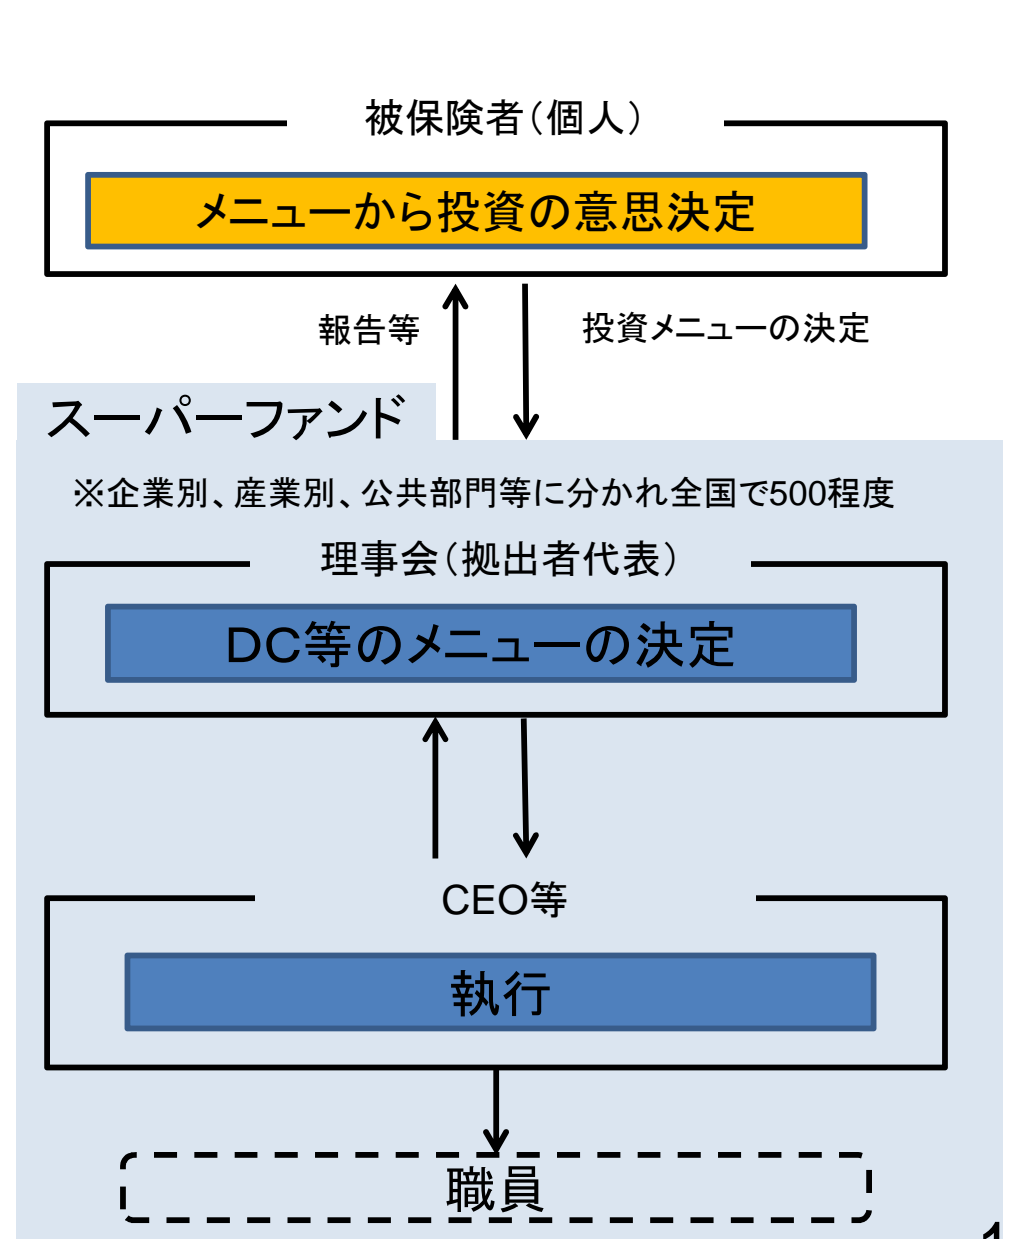 被保険者（個人）
メニューから投資の意思決定
報告等
投資メニューの決定
スーパーファンド
※企業別、産業別、公共部門等に分かれ全国で500程度
理事会（拠出者代表）
DC等のメニューの決定
CEO等
執行
職員
1